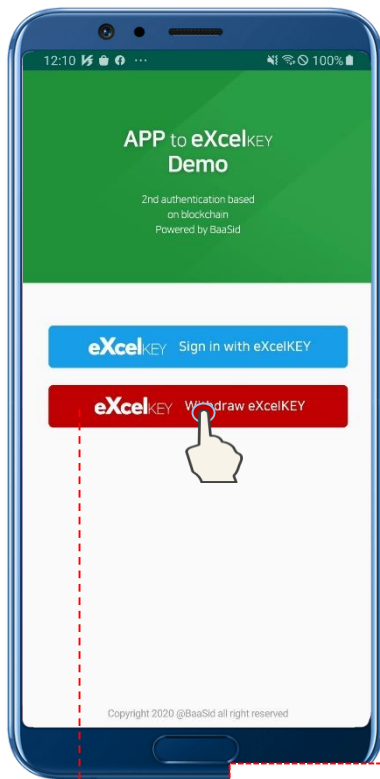 12:10 ... 100%
APP to eXcelKEY
Demo
2nd authentication based
on blockchain
Powered by BaaSid
eXcelKEY Sign in with eXcelKEY
eXcelKEY Withdraw eXcelKEY
Copyright 2020 @BaaSid all right reserved